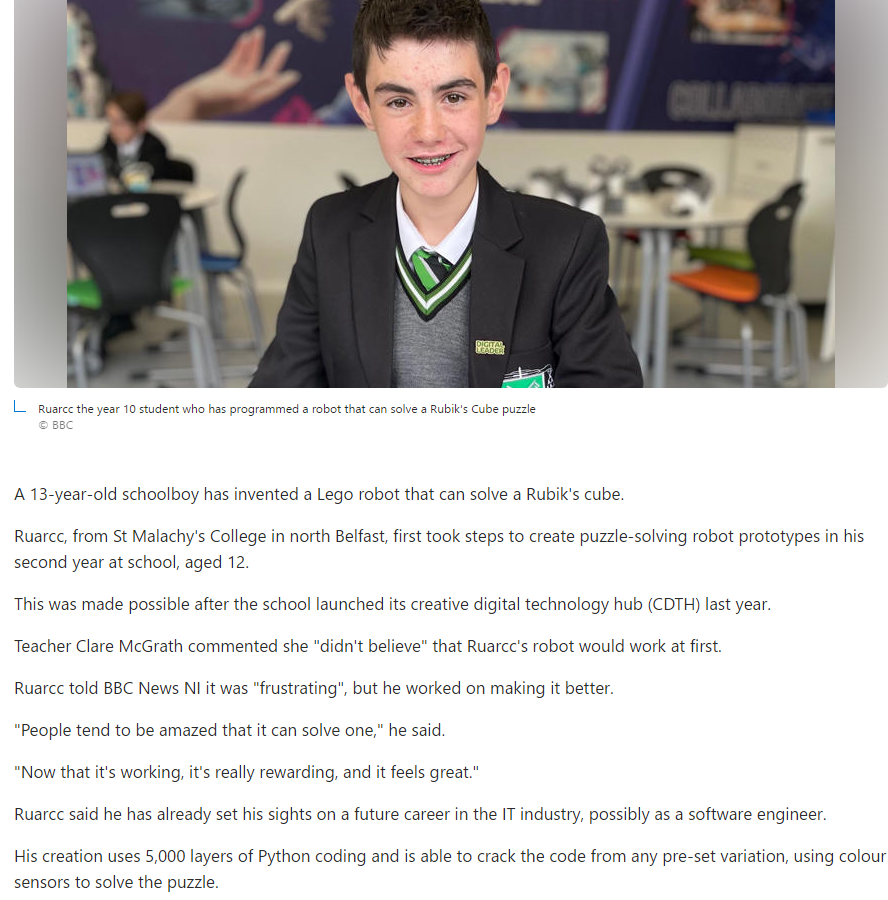 COLLABORATE
DIGITAL
LEADER
Ruarcc the year 10 student who has programmed a robot that can solve a Rubik's Cube puzzle
© BBC
A 13-year-old schoolboy has invented a Lego robot that can solve a Rubik's cube.
Ruarcc, from St Malachy's College in north Belfast, first took steps to create puzzle-solving robot prototypes in his
second year at school, aged 12.
This was made possible after the school launched its creative digital technology hub (CDTH) last year.
Teacher Clare McGrath commented she "didn't believe" that Ruarcc's robot would work at first.
Ruarcc told BBC News NI it was "frustrating", but he worked on making it better.
"People tend to be amazed that it can solve one," he said.
"Now that it's working, it's really rewarding, and it feels great."
Ruarcc said he has already set his sights on a future career in the IT industry, possibly as a software engineer.
His creation uses 5,000 layers of Python coding and is able to crack the code from any pre-set variation, using colour
sensors to solve the puzzle.